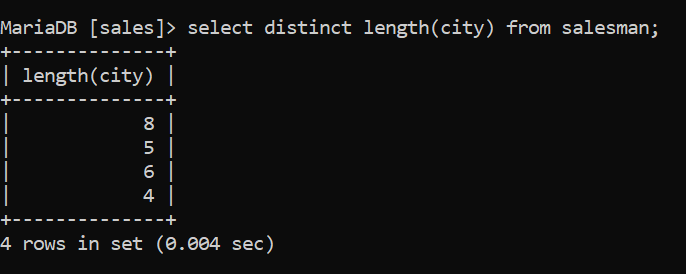 MariaDB [sales]> select distinct length(city) from salesman;
+--------------+
| length(city) |
+--------------+
|            8 |
|            5 |
|            6 |
|            4 |
+--------------+
4 rows in set (0.004 sec)